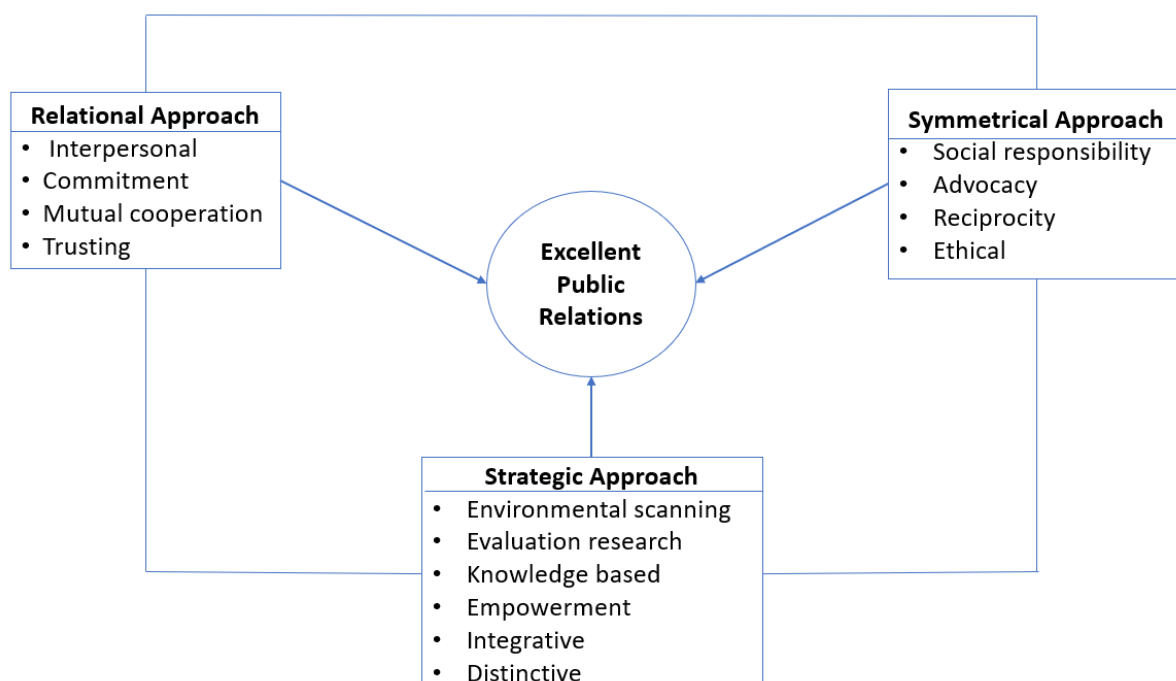 Relational Approach
• Interpersonal
• Commitment
• Mutual cooperation
• Trusting
Symmetrical Approach
• Social responsibility
• Advocacy
• Reciprocity
• Ethical
Excellent
Public
Relations
Strategic Approach
• Environmental scanning
• Evaluation research
• Knowledge based
• Empowerment
• Integrative
• Distinctive